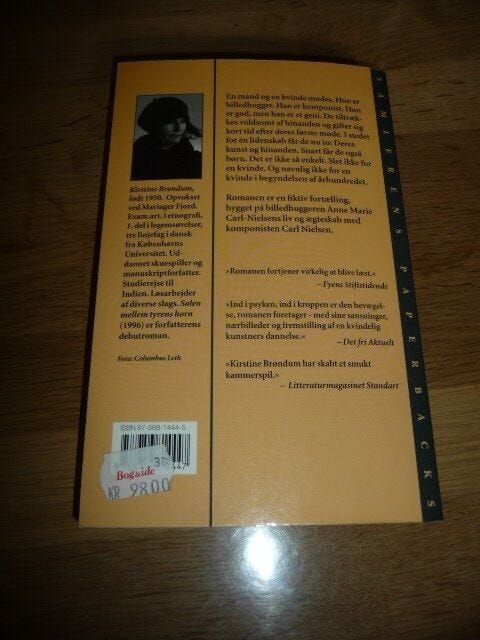 En mand og en kvinde mødes. Hun er
billedhugger. Han er komponist. Hun
er god, men han er et geni. De tiltræk-
kes voldsomt af hinanden og gifter sig
kort tid efter deres første møde. I stedet
for en lidenskab får de nu to: Deres
kunst og hinanden. Snart får de også
børn. Det er ikke så enkelt. Slet ikke for
en kvinde. Og navnlig ikke for en
kvinde i begyndelsen af århundredet.
Romanen er en fiktiv fortælling,
bygget på billedhuggeren Anne Marie
Carl-Nielsens liv og ægteskab med
komponisten Carl Nielsen.
»Romanen fortjener virkelig at blive læst.«
– Fyens Stiftstidende
»Ind i psyken, ind i kroppen er den bevægel-
se, romanen foretager - med sine sansninger,
nærbilleder og fremstilling af en kvindelig
kunstners dannelse.«
– Det fri Aktuelt
»Kirstine Brøndum har skabt et smukt
kammerspil.«
– Litteraturmagasinet Standart
Kirstine Brøndum,
født 1950. Opvokset
ved Mariager Fjord.
Exam.art. i etnografi,
1. del i legemsøvelser,
tre linjefag i dansk
fra Københavns
Universitet. Ud-
dannet skuespiller og
manuskriptforfatter.
Studierejse til
Indien. Løsarbejder
af diverse slags. Solen
mellem tyrens horn
(1996) er forfatterens
debutroman.
Foto: Columbus Leth
ISBN 87-568-1444-5
Bog&ide
KR 98.00
SAMLERENS PAPERBACKS